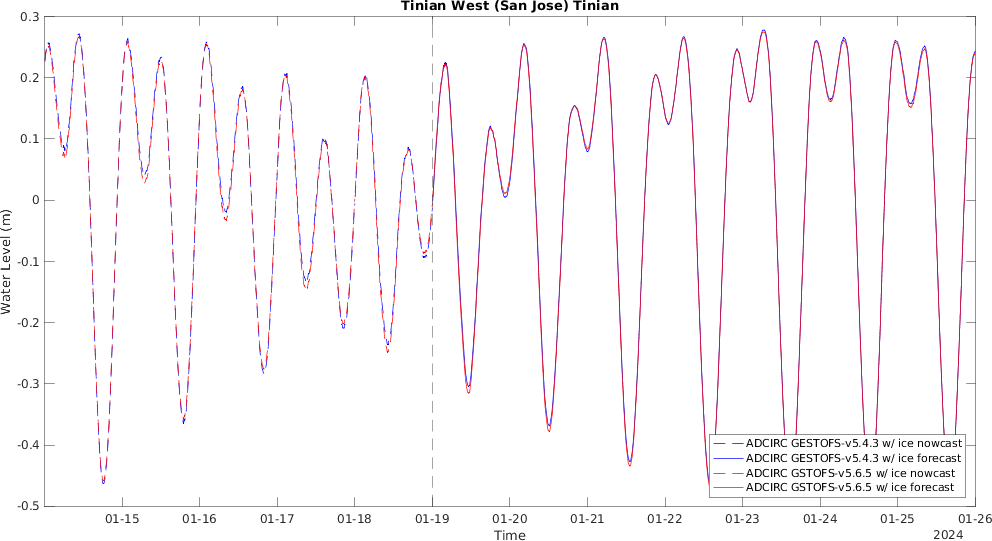 Tinian West (San Jose) Tinian
0.3
0.2
0.1
0
-0.1
-0.2
-0.3
-0.4
-0.5
Water Level (m)
ADCIRC GESTOFS-v5.4.3 w/ ice nowcast
ADCIRC GESTOFS-v5.4.3 w/ ice forecast
ADCIRC GSTOFS-v5.6.5 w/ ice nowcast
ADCIRC GSTOFS-v5.6.5 w/ ice forecast
01-15 01-16 01-17 01-18 01-19 01-20 01-21 01-22 01-23 01-24 01-25 01-26
Time
2024